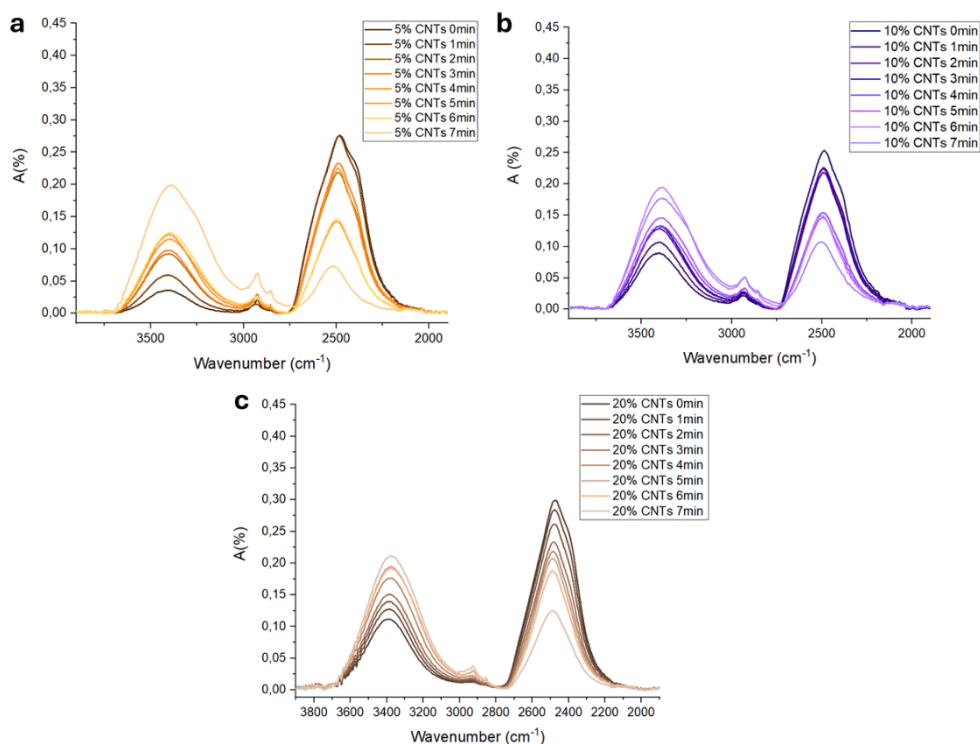 a
0,45
0,40
0,35
0,30
0,25
0,20
0,15
0,10
0,05
0,00
A(%)
5% CNTs 0min
5% CNTs 1min
5% CNTs 2min
5% CNTs 3min
5% CNTs 4min
5% CNTs 5min
5% CNTs 6min
5% CNTs 7min
3500 3000 2500 2000
Wavenumber (cm-1)
b
0,45
0,40
0,35
0,30
0,25
0,20
0,15
0,10
0,05
0,00
A (%)
10% CNTs 0min
10% CNTs 1min
10% CNTs 2min
10% CNTs 3min
10% CNTs 4min
10% CNTs 5min
10% CNTs 6min
10% CNTs 7min
3500 3000 2500 2000
Wavenumber (cm-1)
c
0,45
0,40
0,35
0,30
0,25
0,20
0,15
0,10
0,05
0,00
A(%)
20% CNTs 0min
20% CNTs 1min
20% CNTs 2min
20% CNTs 3min
20% CNTs 4min
20% CNTs 5min
20% CNTs 6min
20% CNTs 7min
3800 3600 3400 3200 3000 2800 2600 2400 2200 2000
Wavenumber (cm-1)